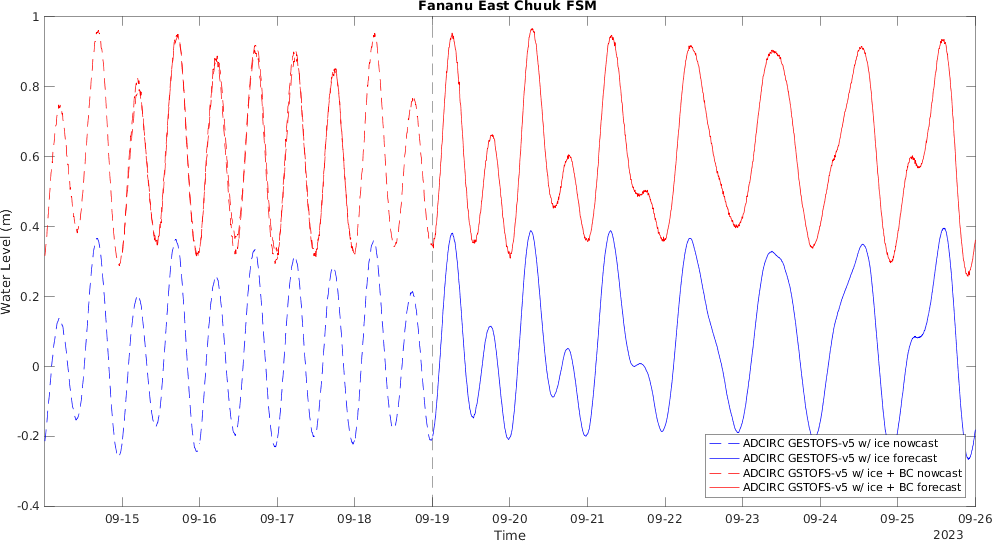 Fananu East Chuuk FSM
1
0.8
0.6
0.4
0.2
0
-0.2
-0.4
Water Level (m)
ADCIRC GESTOFS-v5 w/ ice nowcast
ADCIRC GESTOFS-v5 w/ ice forecast
ADCIRC GSTOFS-v5 w/ ice + BC nowcast
ADCIRC GSTOFS-v5 w/ ice + BC forecast
09-15 09-16 09-17 09-18 09-19 09-20 09-21 09-22 09-23 09-24 09-25 09-26
Time
2023